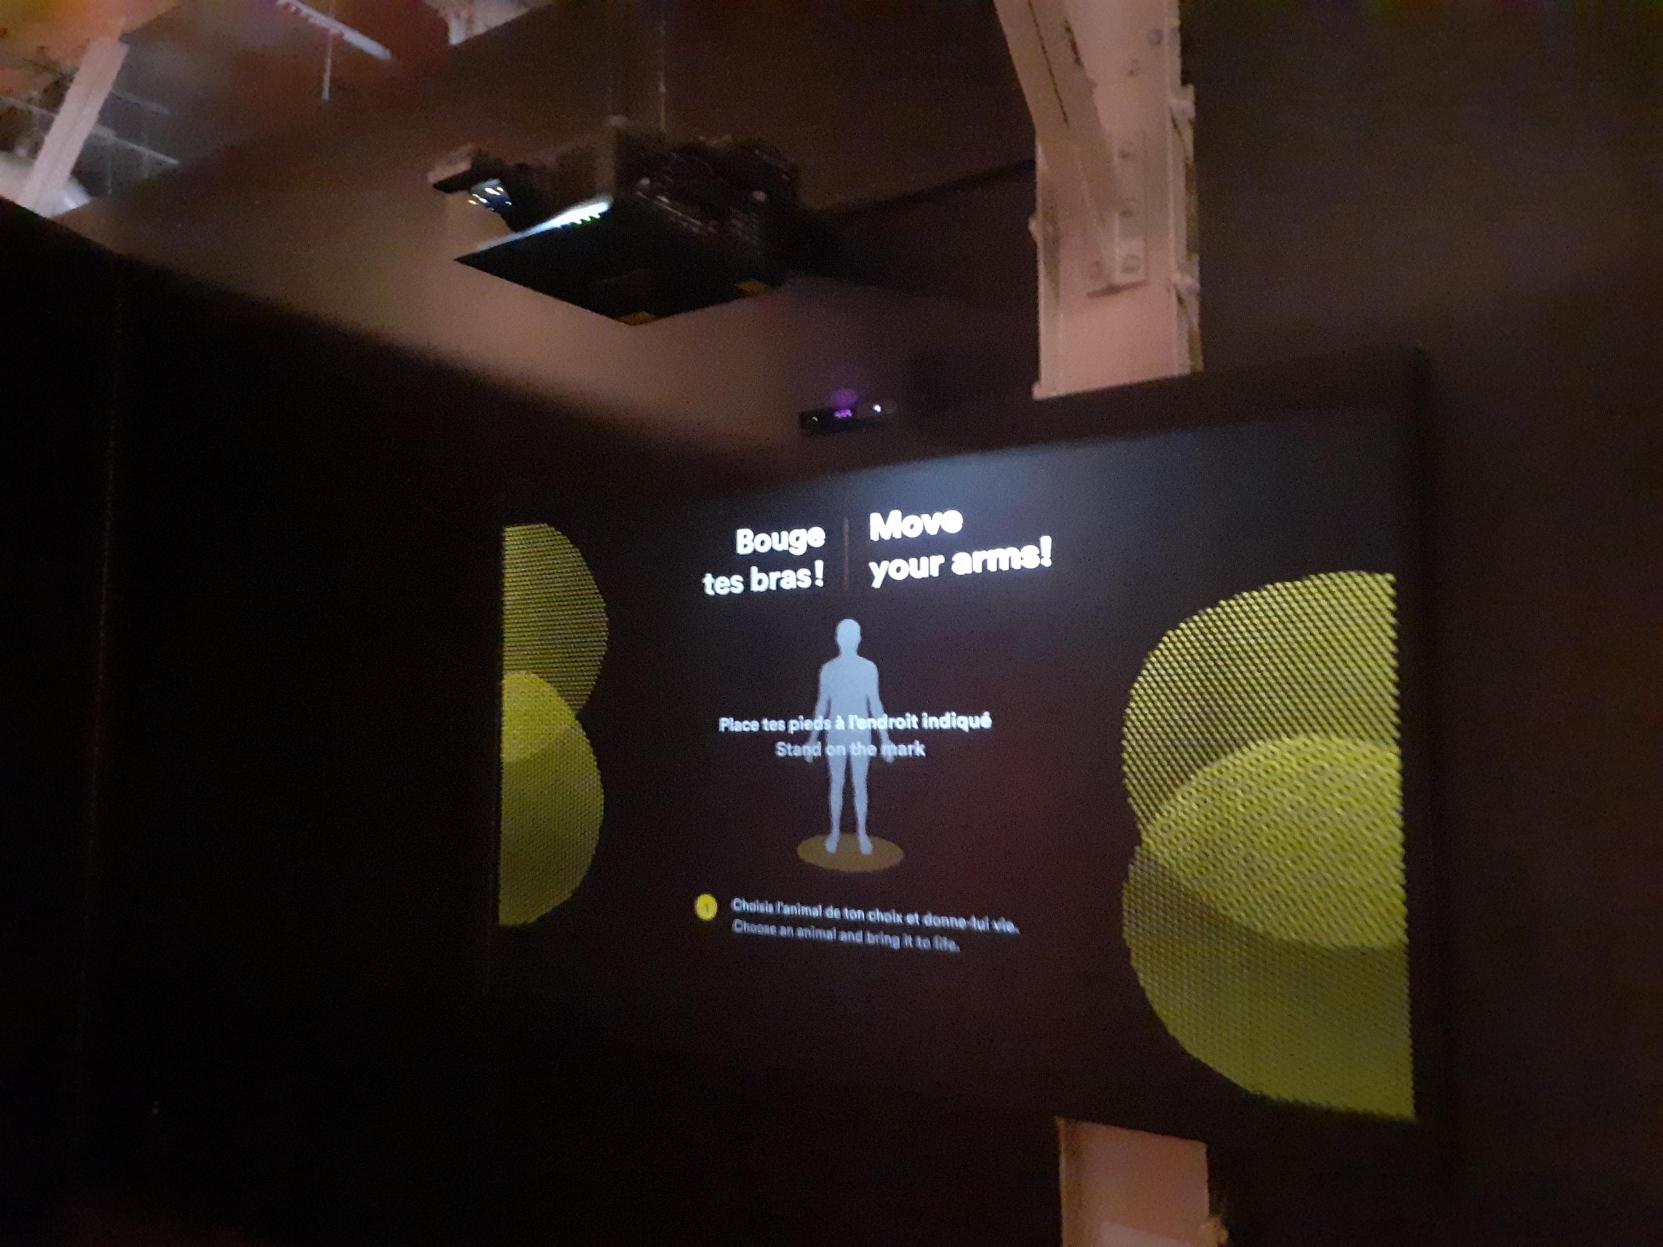 Bouge
tes bras!
Move
your arms!
Place tes pieds à l'endroit indiqué
Stand on the mark
1
Choisis l'animal de ton choix et donne-lui vie.
Choose an animal and bring it to life.